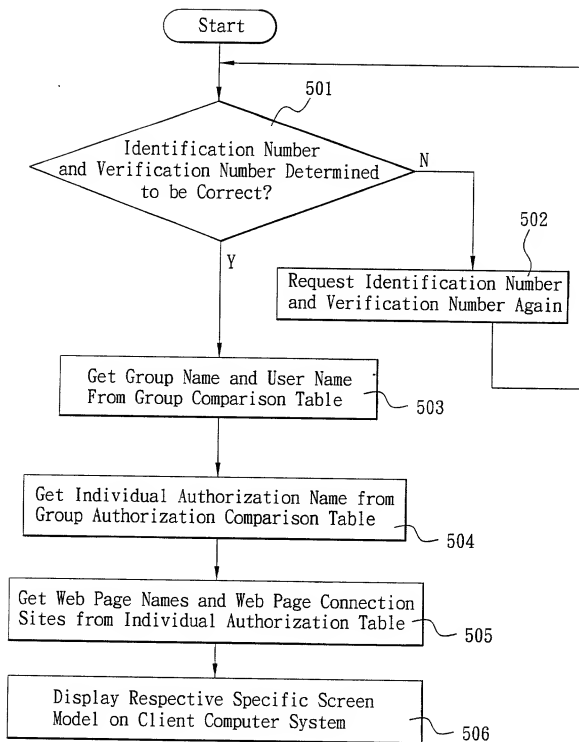 Start
501
Identification Number
and Verification Number Determined
to be Correct?
N
Y
502
Request Identification Number
and Verification Number Again
Get Group Name and User Name
From Group Comparison Table
503
Get Individual Authorization Name from
Group Authorization Comparison Table
504
Get Web Page Names and Web Page Connection
Sites from Individual Authorization Table
505
Display Respective Specific Screen
Model on Client Computer System
506